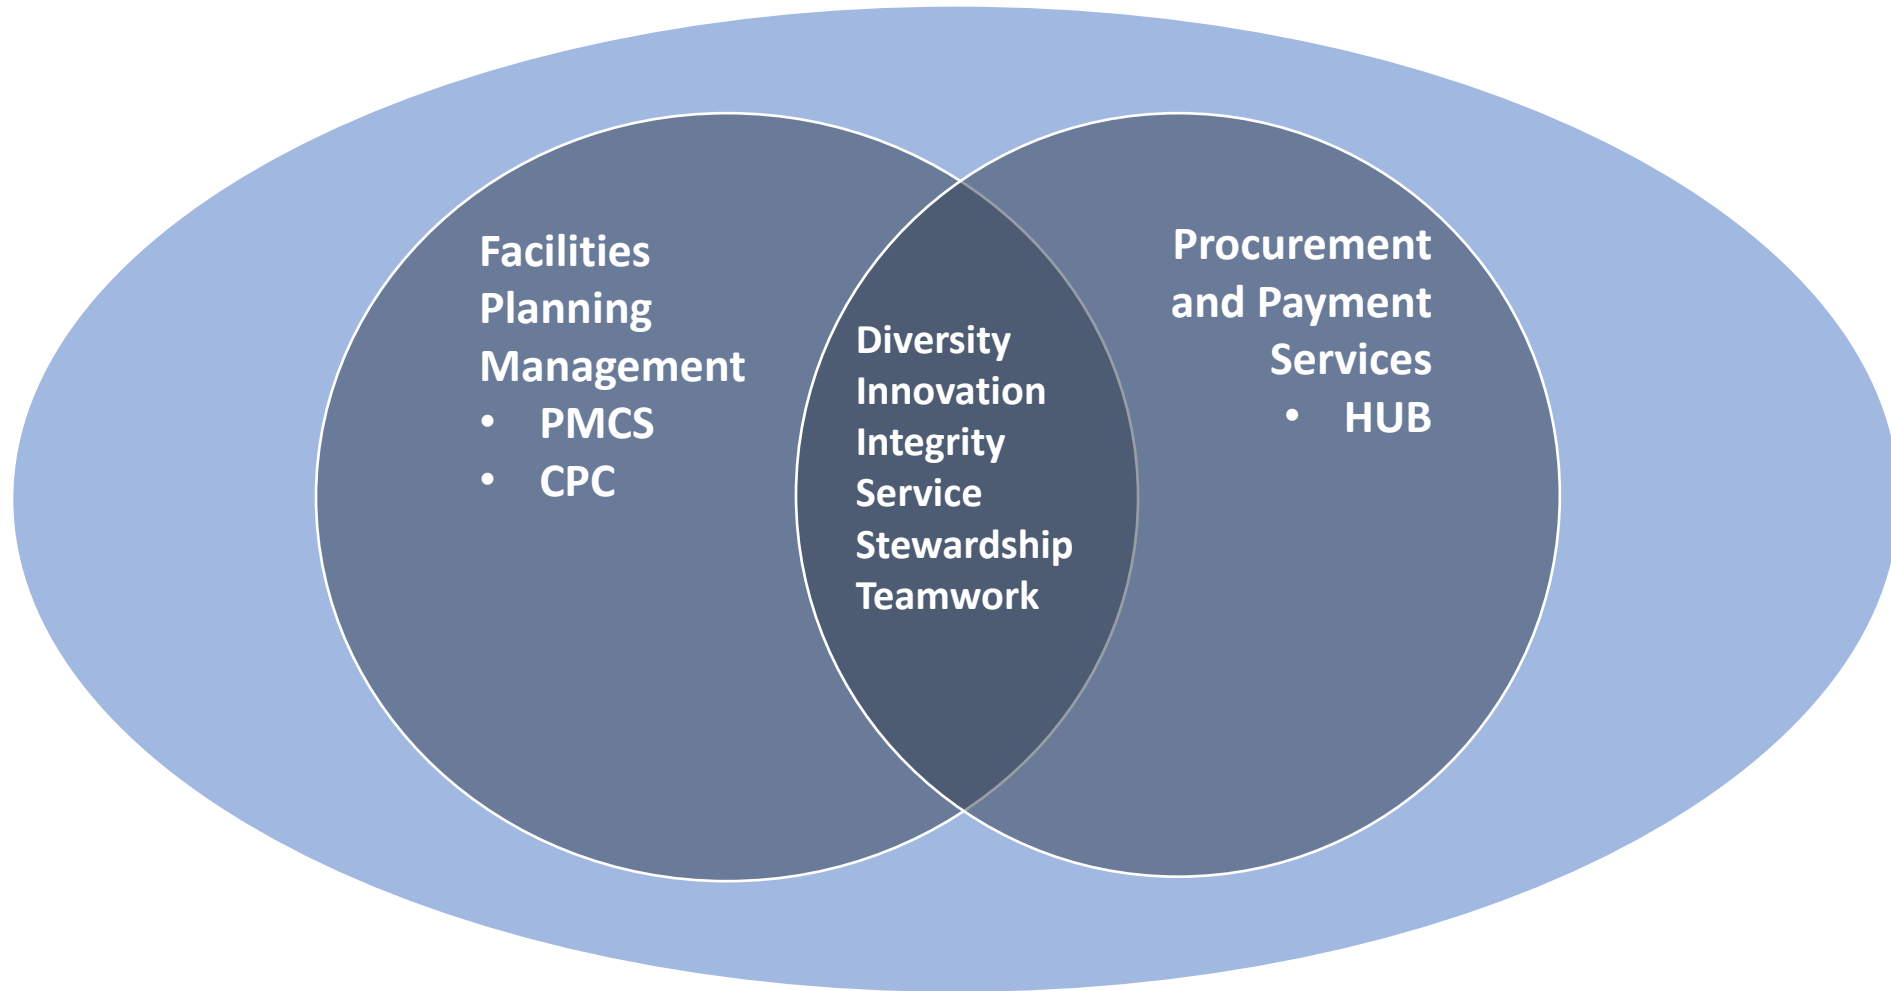 Facilities
Planning
Management
• PMCS
• CPC
Diversity
Innovation
Integrity
Service
Stewardship
Teamwork
Procurement
and Payment
Services
• HUB